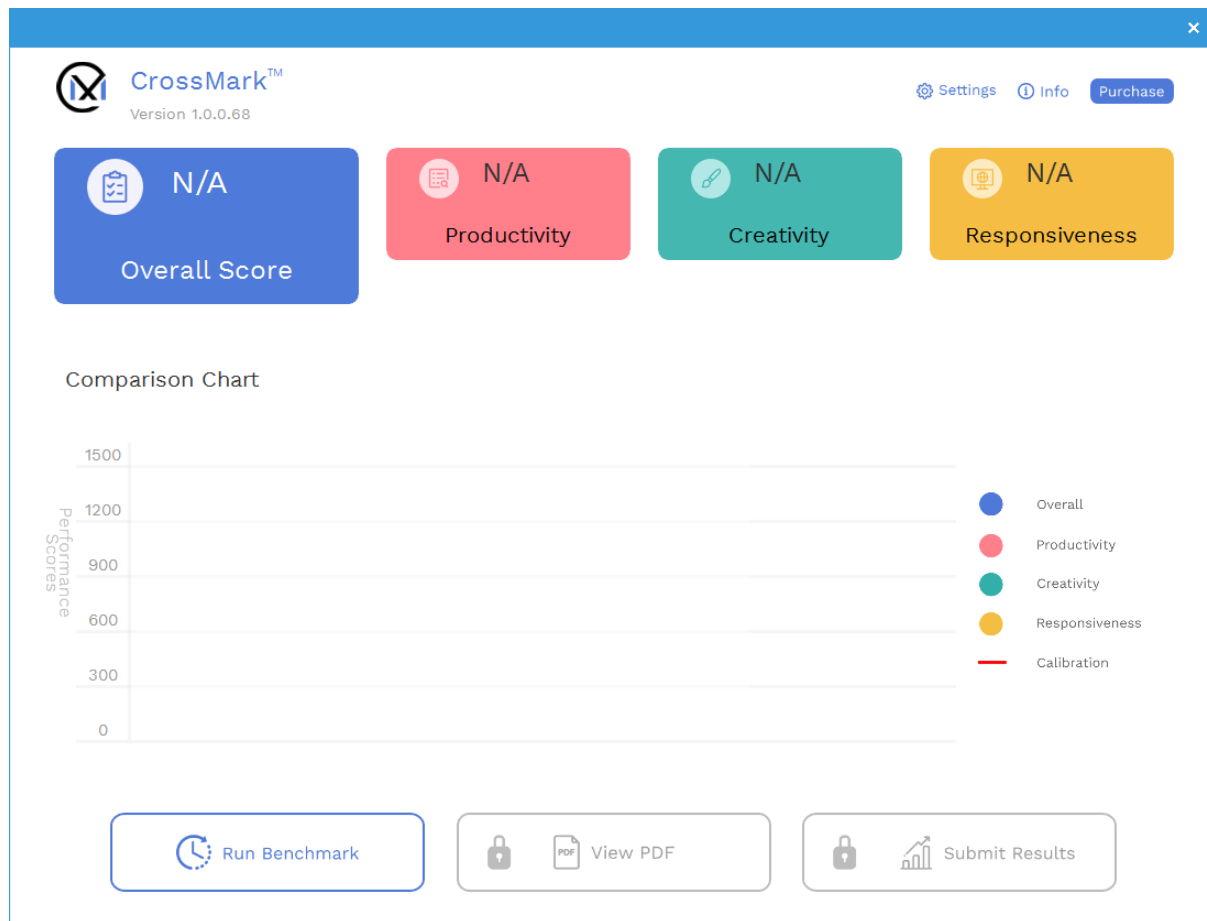 ×
CrossMark™
Version 1.0.0.68
Settings
Info
Purchase
N/A
Overall Score
N/A
Productivity
N/A
Creativity
N/A
Responsiveness
Comparison Chart
Performance
Scores
1500
1200
900
600
300
0
Overall
Productivity
Creativity
Responsiveness
Calibration
Run Benchmark
PDF
View PDF
Submit Results